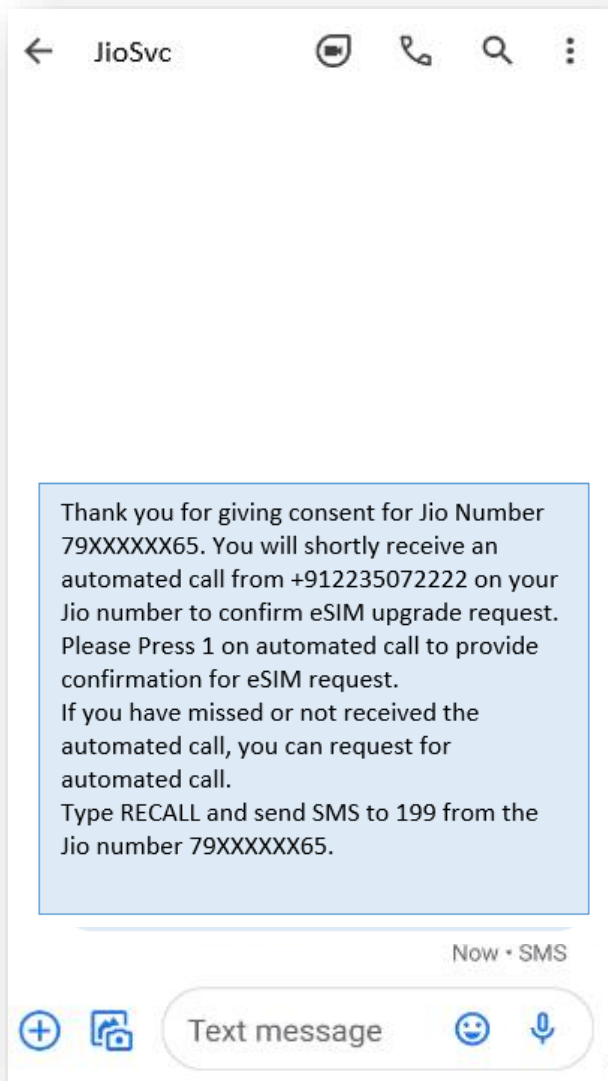 JioSvc
Thank you for giving consent for Jio Number
79XXXXXX65. You will shortly receive an
automated call from +912235072222 on your
Jio number to confirm eSIM upgrade request.
Please Press 1 on automated call to provide
confirmation for eSIM request.
If you have missed or not received the
automated call, you can request for
automated call.
Type RECALL and send SMS to 199 from the
Jio number 79XXXXXX65.
Now • SMS
Text message